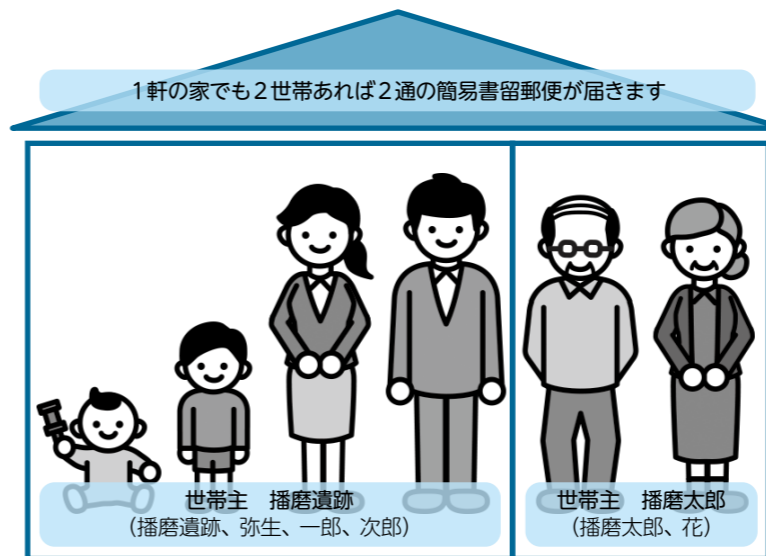 1軒の家でも2世帯あれば2通の簡易書留郵便が届きます
世帯主　播磨遺跡
（播磨遺跡、弥生、一郎、次郎）
世帯主　播磨太郎
（播磨太郎、花）